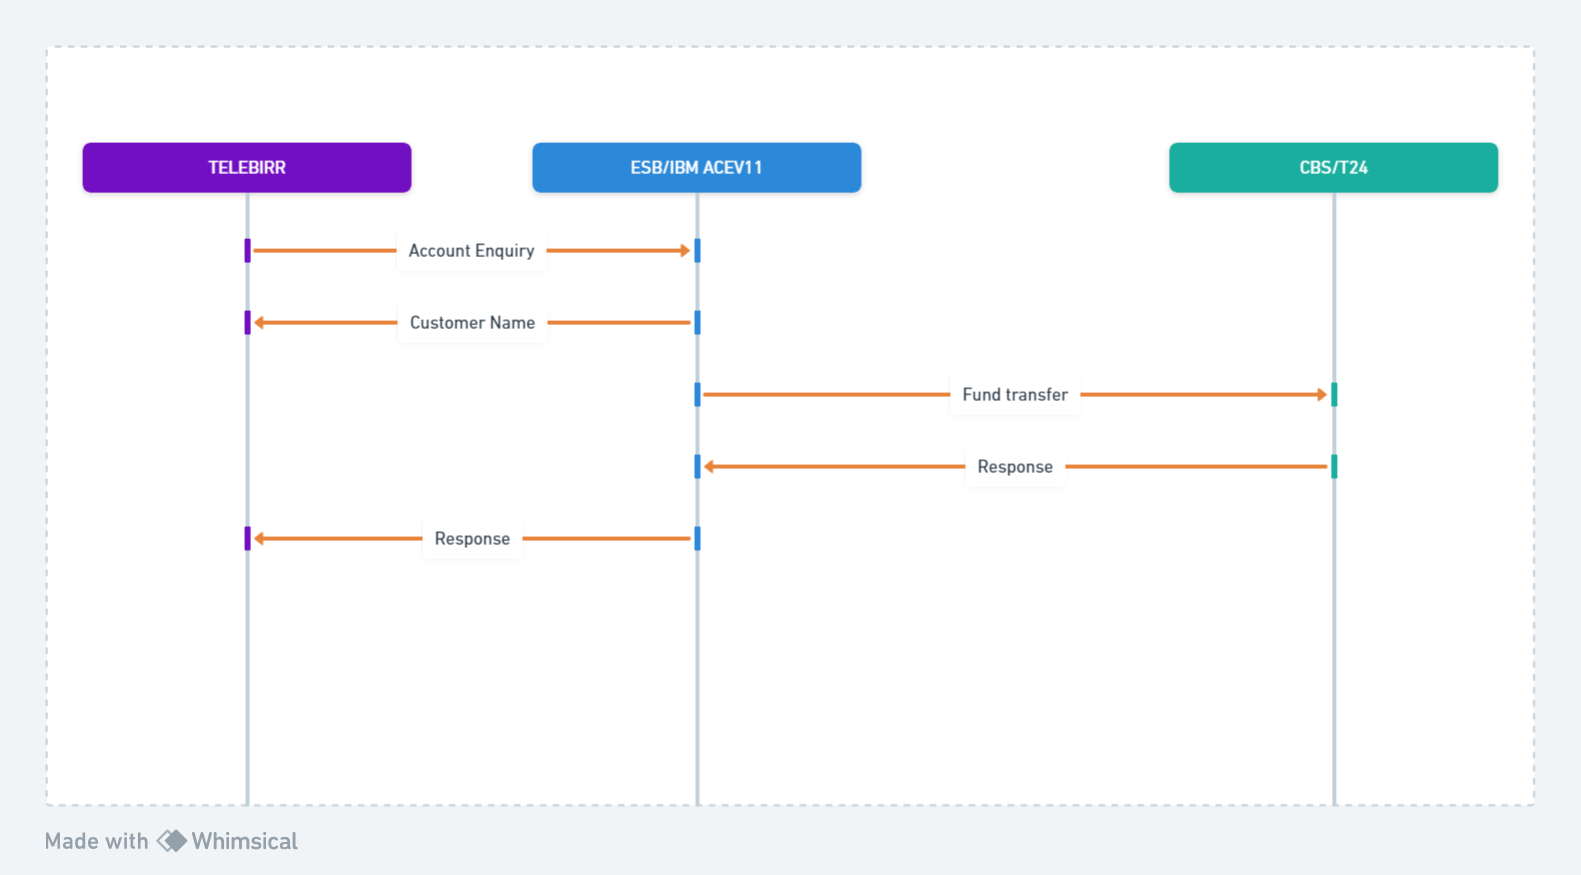 TELEBIRR
ESB/IBM ACEV11
CBS/T24
Account Enquiry
Customer Name
Fund transfer
Response
Response
Made with Whimsical